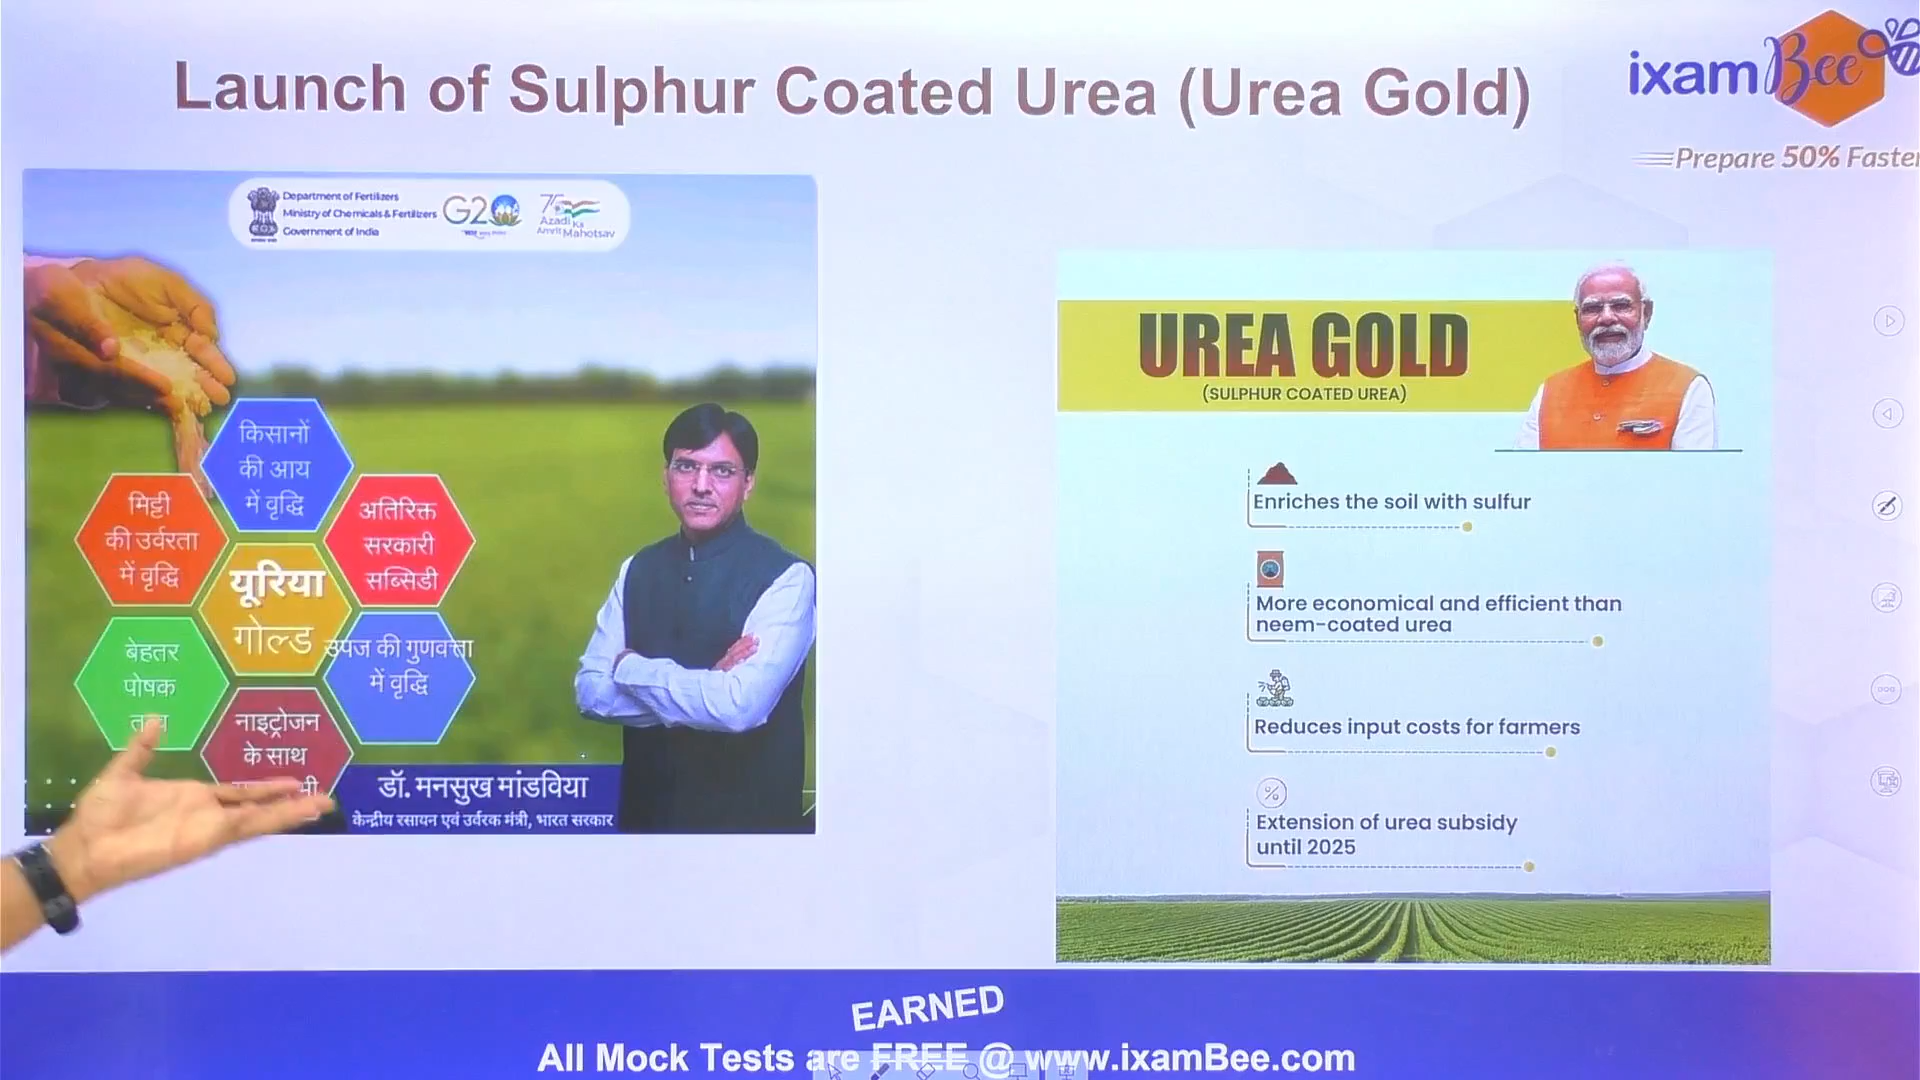 Launch of Sulphur Coated Urea (Urea Gold)
ixamBee
Prepare 50% Faster
Department of Fertilizers
Ministry of Chemicals & Fertilizers
Government of India
G20
75
Azadi Ka
Amrit Mahotsav
किसानों
की आय
में वृद्धि
मिट्टी
की उर्वरता
में वृद्धि
अतिरिक्त
सरकारी
सब्सिडी
यूरिया
गोल्ड
बेहतर
पोषक
उपज की गुणवत्ता
में वृद्धि
नाइट्रोजन
के साथ
भी
डॉ. मनसुख मांडविया
केन्द्रीय रसायन एवं उर्वरक मंत्री, भारत सरकार
UREA GOLD
(SULPHUR COATED UREA)
Enriches the soil with sulfur
More economical and efficient than
neem-coated urea
Reduces input costs for farmers
%
Extension of urea subsidy
until 2025
EARNED
All Mock Tests are FREE @ www.ixamBee.com